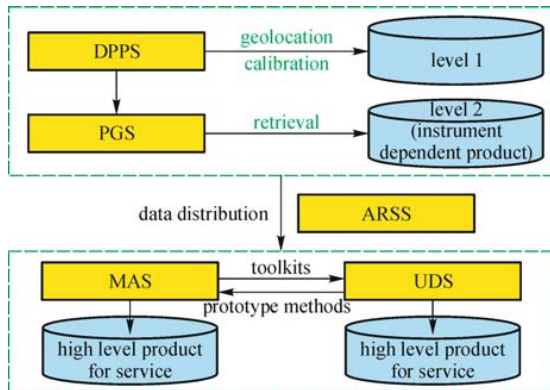 geolocation
DPPS
calibration
level 1
PGS
retrieval
level 2
(instrument
dependent product)
data distribution
ARSS
MAS
toolkits
prototype methods
UDS
high level product
for service
high level product
for service